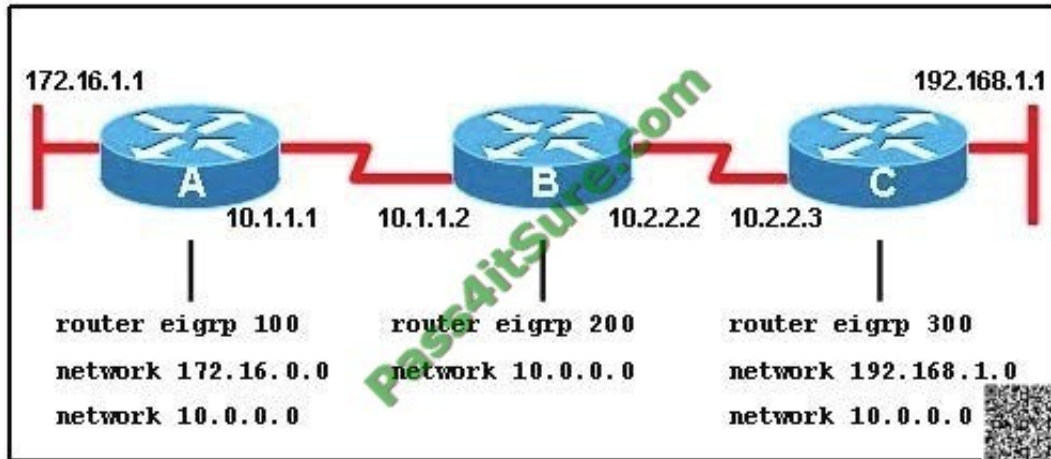 172.16.1.1
192.168.1.1
A
B
C
10.1.1.1
10.1.1.2
10.2.2.2
10.2.2.3
router eigrp 100
network 172.16.0.0
network 10.0.0.0
router eigrp 200
network 10.0.0.0
router eigrp 300
network 192.168.1.0
network 10.0.0.0
Pass4itSure.com